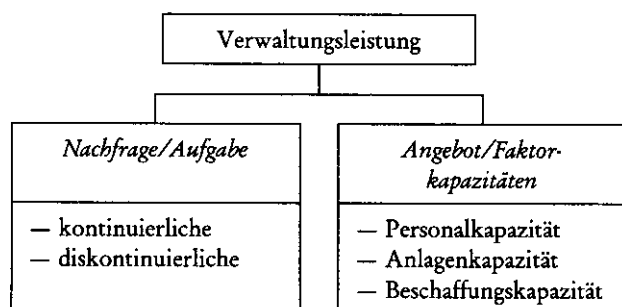 Verwaltungsleistung
Nachfrage/Aufgabe
— kontinuierliche
— diskontinuierliche
Angebot/Faktor-
kapazitäten
— Personalkapazität
— Anlagenkapazität
— Beschaffungskapazität